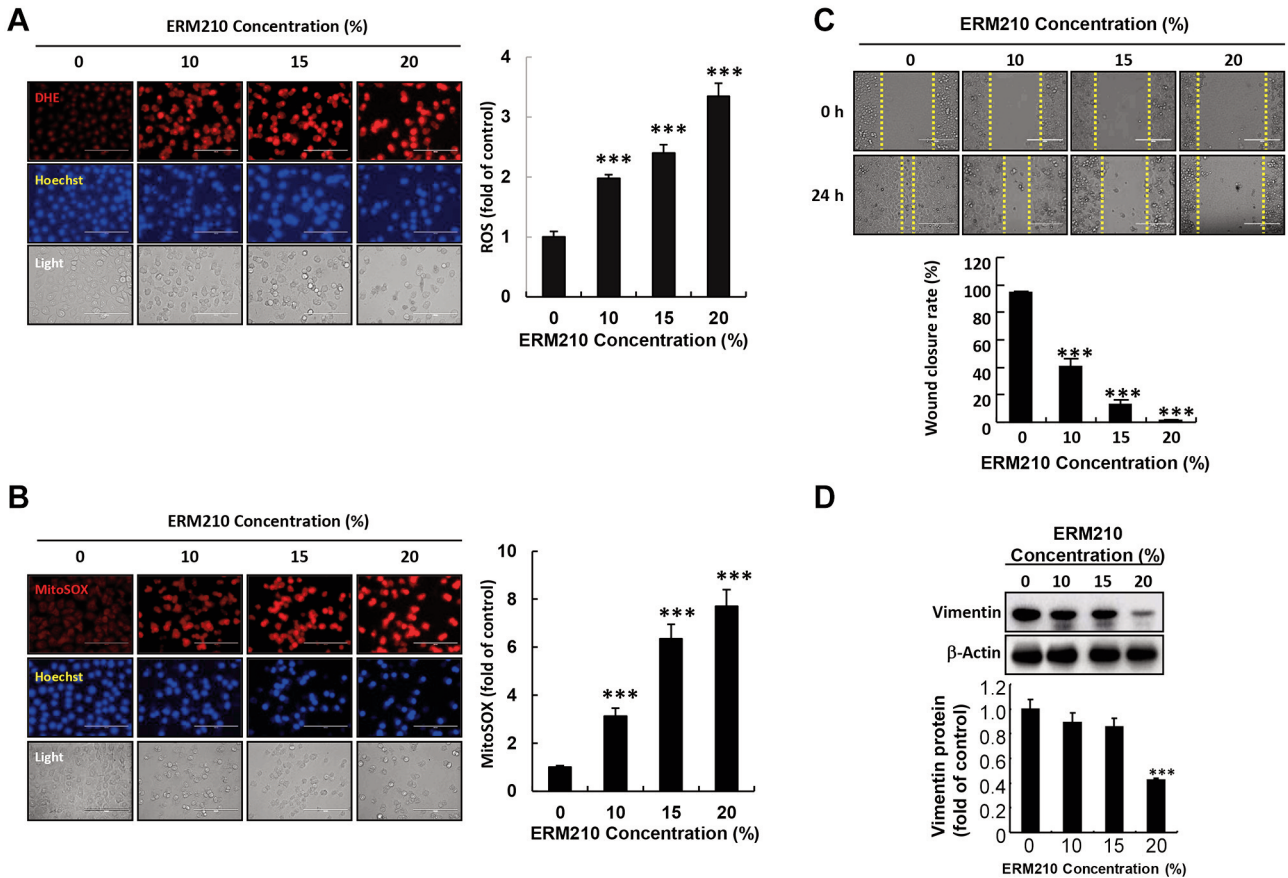 A
ERM210 Concentration (%)
0 10 15 20
DHE
Hoechst
Light
ROS (fold of control)
4
3
2
1
0
*** *** ***
0 10 15 20
ERM210 Concentration (%)
B
ERM210 Concentration (%)
0 10 15 20
MitoSOX
Hoechst
Light
MitoSOX (fold of control)
10
8
6
4
2
0
*** *** ***
0 10 15 20
ERM210 Concentration (%)
C
ERM210 Concentration (%)
0 10 15 20
0 h
24 h
Wound closure rate (%)
120
100
80
60
40
20
0
*** *** ***
0 10 15 20
ERM210 Concentration (%)
D
ERM210
Concentration (%)
0 10 15 20
Vimentin
β-Actin
Vimentin protein
(fold of control)
1.2
1.0
0.8
0.6
0.4
0.2
0
***
0 10 15 20
ERM210 Concentration (%)